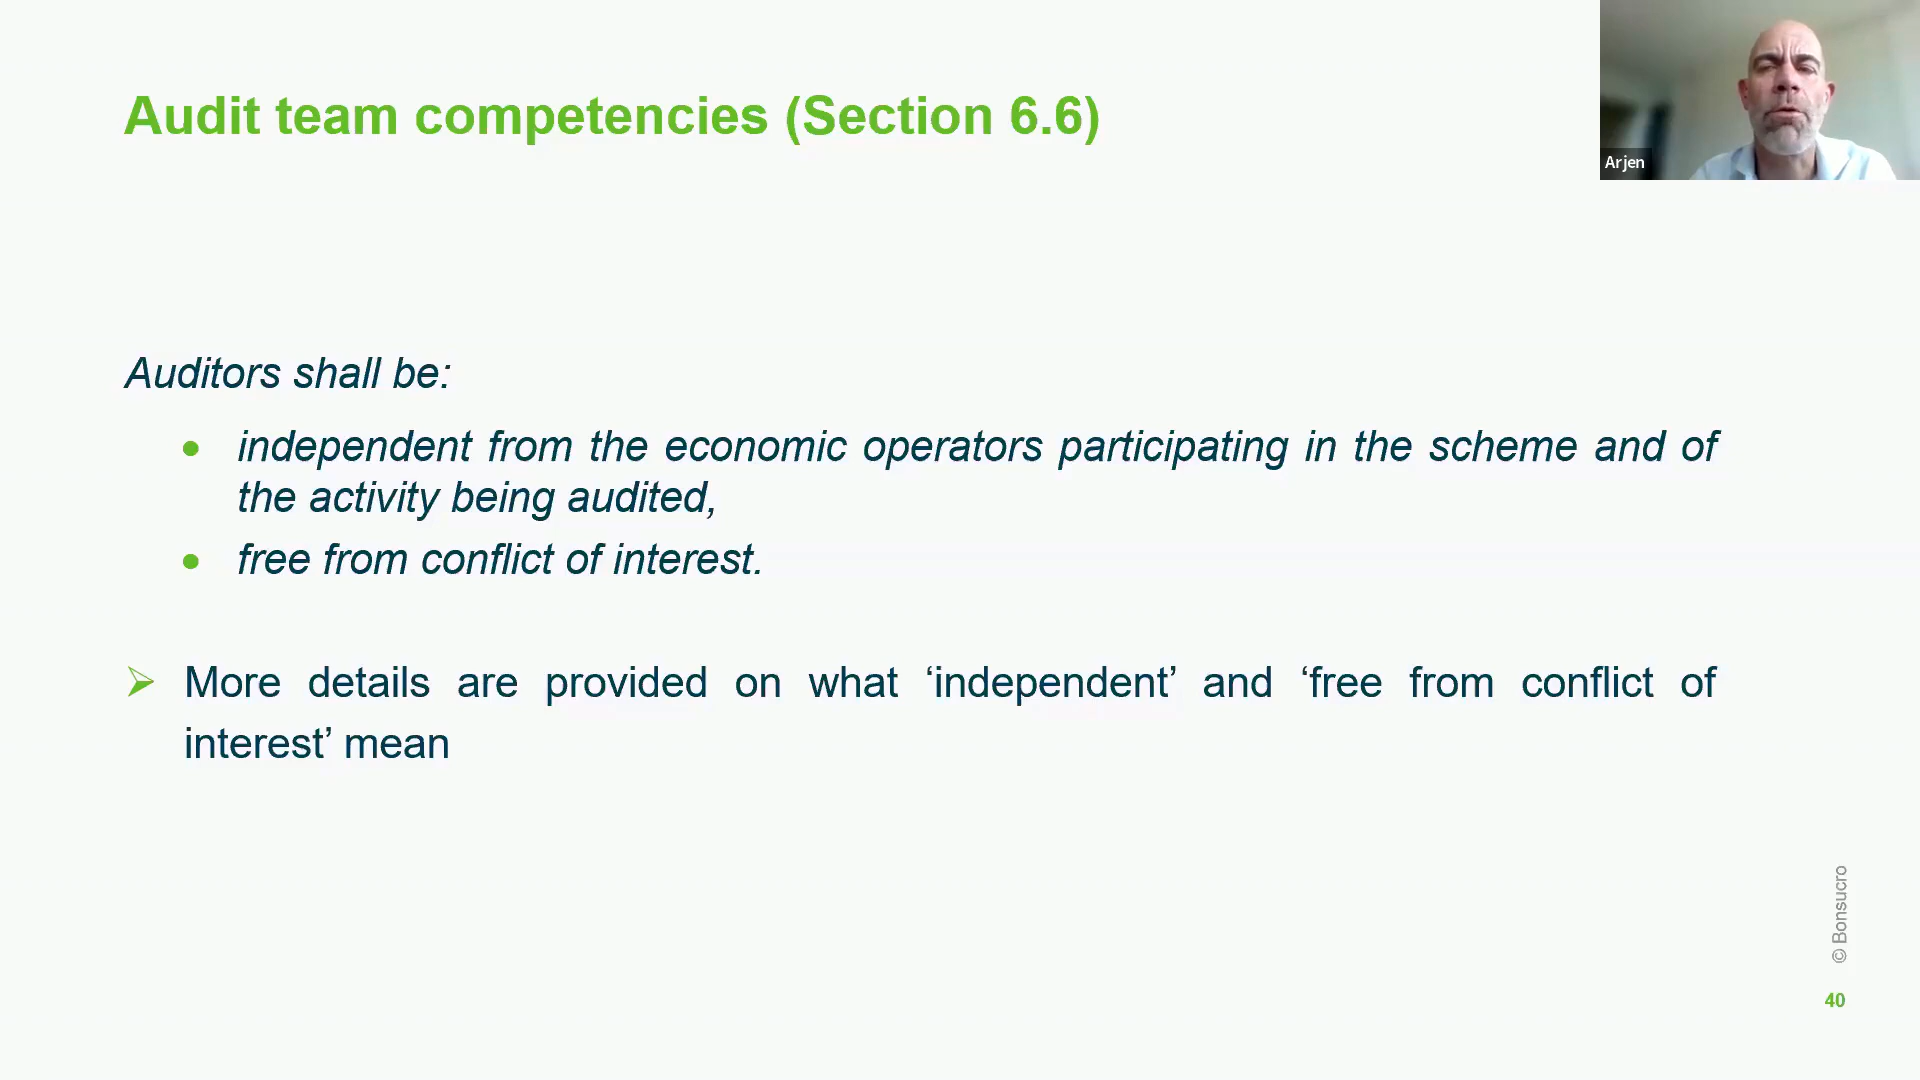 Audit team competencies (Section 6.6)
Arjen
Auditors shall be:
• independent from the economic operators participating in the scheme and of
the activity being audited,
• free from conflict of interest.
➢ More details are provided on what ‘independent’ and ‘free from conflict of
interest’ mean
© Bonsucro
40